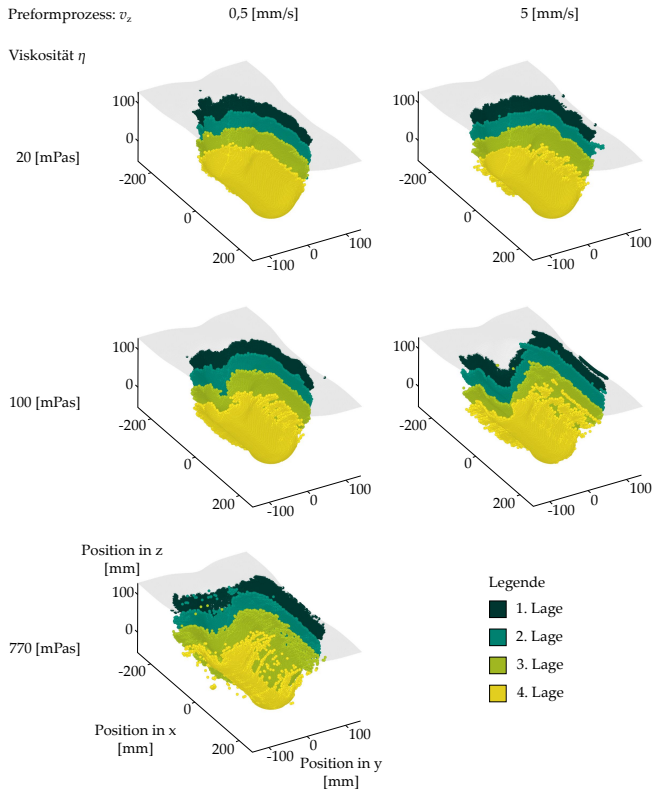 Preformprozess: v_z 0,5 [mm/s] 5 [mm/s]
Viskosität η
20 [mPas]
100
0
-200
0
200
-100
0
100
100
0
-200
0
200
-100
0
100
100 [mPas]
100
0
-200
0
200
-100
0
100
100
0
-200
0
200
-100
0
100
770 [mPas]
Position in z
[mm]
100
0
-200
0
200
Position in x
[mm]
-100
0
100
Position in y
[mm]
Legende
1. Lage
2. Lage
3. Lage
4. Lage